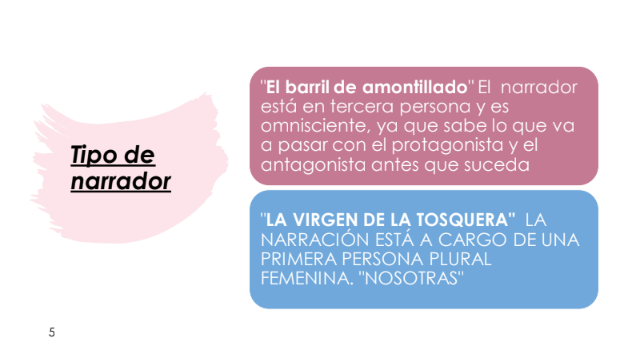 Tipo de
narrador
"El barril de amontillado" El  narrador
está en tercera persona y es
omnisciente, ya que sabe lo que va
a pasar con el protagonista y el
antagonista antes que suceda
"LA VIRGEN DE LA TOSQUERA"  LA
NARRACIÓN ESTÁ A CARGO DE UNA
PRIMERA PERSONA PLURAL
FEMENINA. "NOSOTRAS"
5